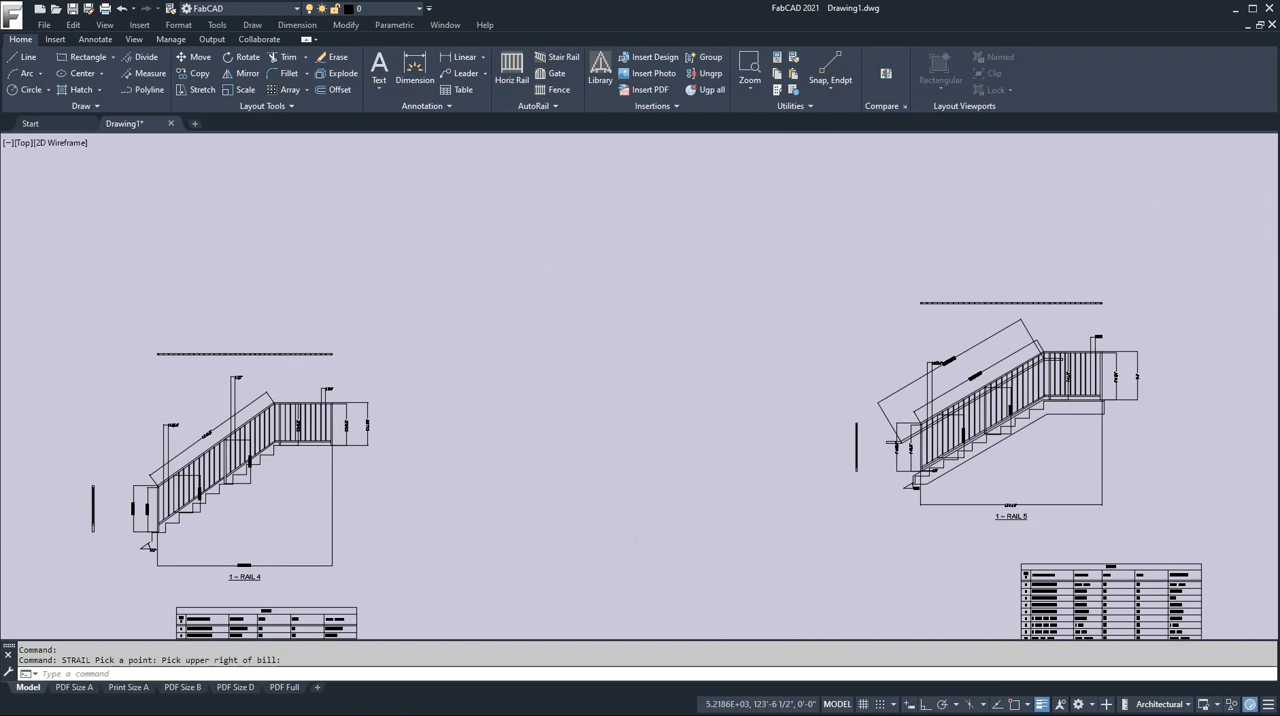 FabCAD
0
FabCAD 2021 Drawing1.dwg
File Edit View Insert Format Tools Draw Dimension Modify Parametric Window Help
Home Insert Annotate View Manage Output Collaborate
Line Rectangle Divide Move Rotate Trim Erase Text Dimension Linear Horiz Rail Stair Rail Library Insert Design Group Zoom Snap, Endpt Rectangular Named
Arc Center Measure Copy Mirror Fillet Explode Leader Gate Insert Photo Ungrp Clip
Circle Hatch Polyline Stretch Scale Array Offset Table Fence Insert PDF Ugp all Lock
Draw Layout Tools Annotation AutoRail Insertions Utilities Compare Layout Viewports
Start Drawing1* +
[−][Top][2D Wireframe]
1 ~ RAIL 5
1 ~ RAIL 4
Command:
Command: STRAIL Pick a point: Pick upper right of bill:
Type a command
Model PDF Size A Print Size A PDF Size B PDF Size D PDF Full +
5.2186E+03, 123'-6 1/2", 0'-0" MODEL Architectural